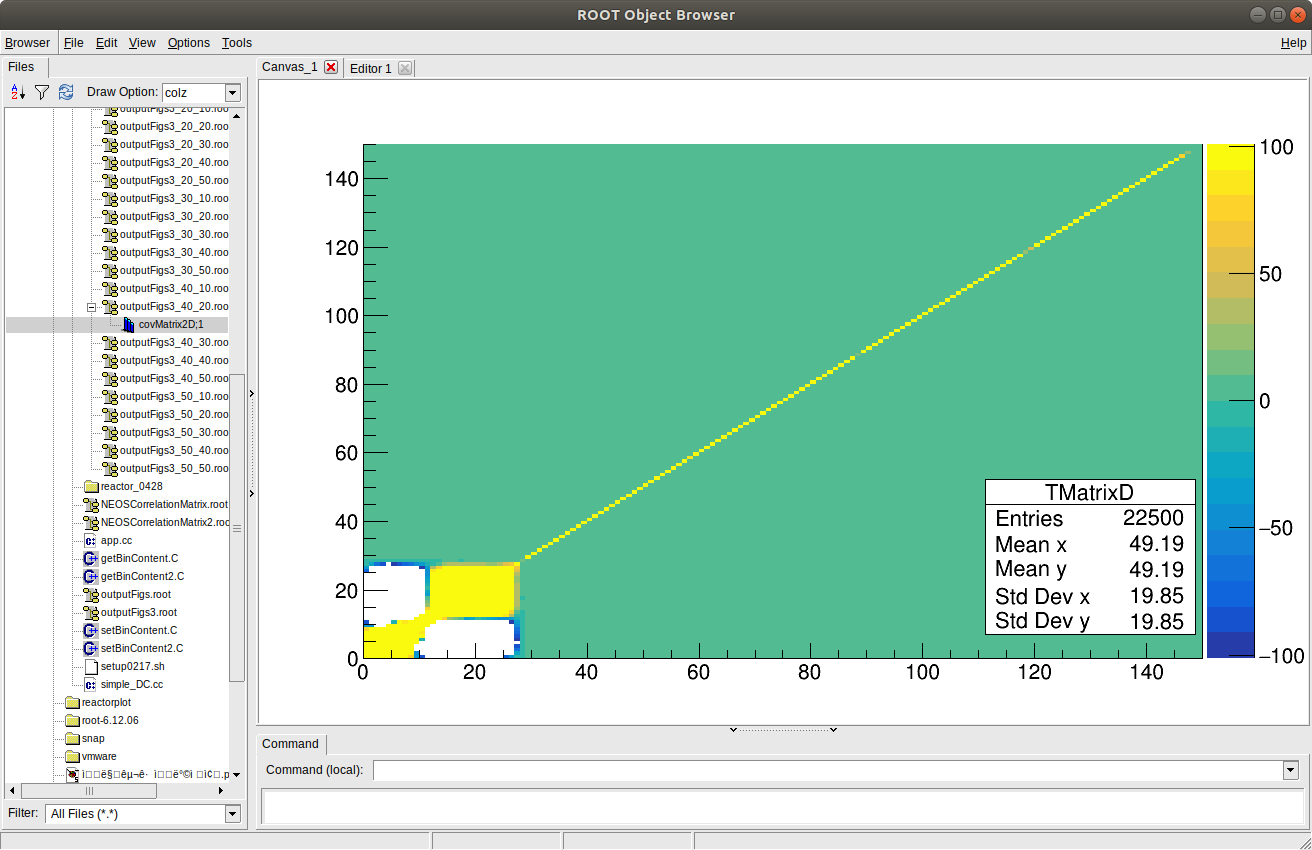 ROOT Object Browser
Browser File Edit View Options Tools Help
Files
Canvas_1 Editor 1
Draw Option: colz
outputFigs3_20_10.roo
outputFigs3_20_20.roo
outputFigs3_20_30.roo
outputFigs3_20_40.roo
outputFigs3_20_50.roo
outputFigs3_30_10.roo
outputFigs3_30_20.roo
outputFigs3_30_30.roo
outputFigs3_30_40.roo
outputFigs3_30_50.roo
outputFigs3_40_10.roo
outputFigs3_40_20.roo
covMatrix2D;1
outputFigs3_40_30.roo
outputFigs3_40_40.roo
outputFigs3_40_50.roo
outputFigs3_50_10.roo
outputFigs3_50_20.roo
outputFigs3_50_30.roo
outputFigs3_50_40.roo
outputFigs3_50_50.roo
reactor_0428
NEOSCorrelationMatrix.root
NEOSCorrelationMatrix2.roo
app.cc
getBinContent.C
getBinContent2.C
outputFigs.root
outputFigs3.root
setBinContent.C
setBinContent2.C
setup0217.sh
simple_DC.cc
reactorplot
root-6.12.06
snap
vmware
Filter: All Files (*.*)
140
120
100
80
60
40
20
0
0 20 40 60 80 100 120 140
100
50
0
−50
−100
TMatrixD
Entries 22500
Mean x 49.19
Mean y 49.19
Std Dev x 19.85
Std Dev y 19.85
Command
Command (local):